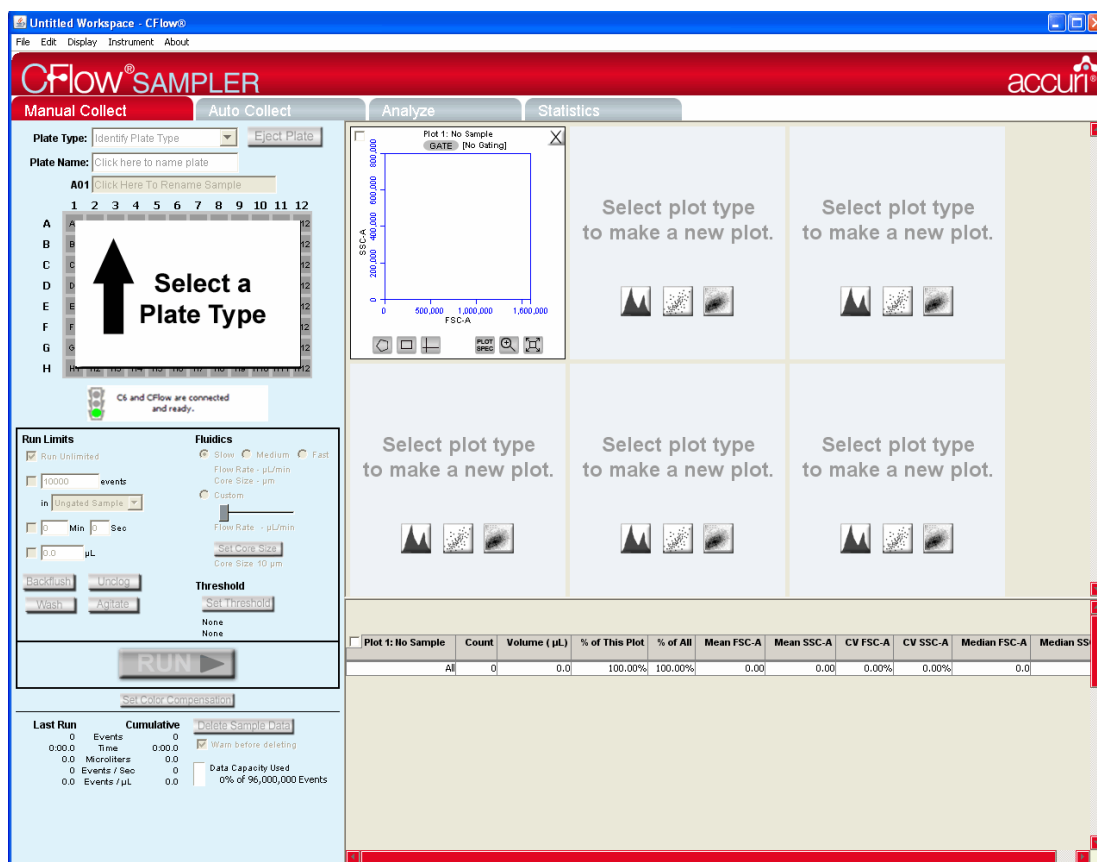 Untitled Workspace - CFlow®
File Edit Display Instrument About
CFlow® SAMPLER
accuri®
Manual Collect Auto Collect Analyze Statistics
Plate Type: Identify Plate Type Eject Plate
Plate Name: Click here to name plate
A01 Click Here To Rename Sample
1 2 3 4 5 6 7 8 9 10 11 12
A
B
C
D
E
F
G
H
Select a
Plate Type
C6 and CFlow are connected
and ready.
Run Limits
Run Unlimited
10000 events
in Ungated Sample
0 Min 0 Sec
0.0 µL
Backflush Unclog
Wash Agitate
Fluidics
Slow Medium Fast
Flow Rate - µL/min
Core Size - µm
Custom
Flow Rate - µL/min
Set Core Size
Core Size 10 µm
Threshold
Set Threshold
None
None
RUN
Set Color Compensation
Last Run Cumulative
0 Events 0
0:00.0 Time 0:00.0
0.0 Microliters 0.0
0 Events / Sec 0
0.0 Events / µL 0.0
Delete Sample Data
Warn before deleting
Data Capacity Used
0% of 96,000,000 Events
Plot 1: No Sample X
GATE [No Gating]
SSC-A
800,000
600,000
400,000
200,000
0
0 500,000 1,000,000 1,600,000
FSC-A
PLOT
SPEC
Select plot type
to make a new plot.
Select plot type
to make a new plot.
Select plot type
to make a new plot.
Select plot type
to make a new plot.
Select plot type
to make a new plot.
Plot 1: No Sample Count Volume ( µL) % of This Plot % of All Mean FSC-A Mean SSC-A CV FSC-A CV SSC-A Median FSC-A Median SS
All 0 0.0 100.00% 100.00% 0.00 0.00 0.00% 0.00% 0.0